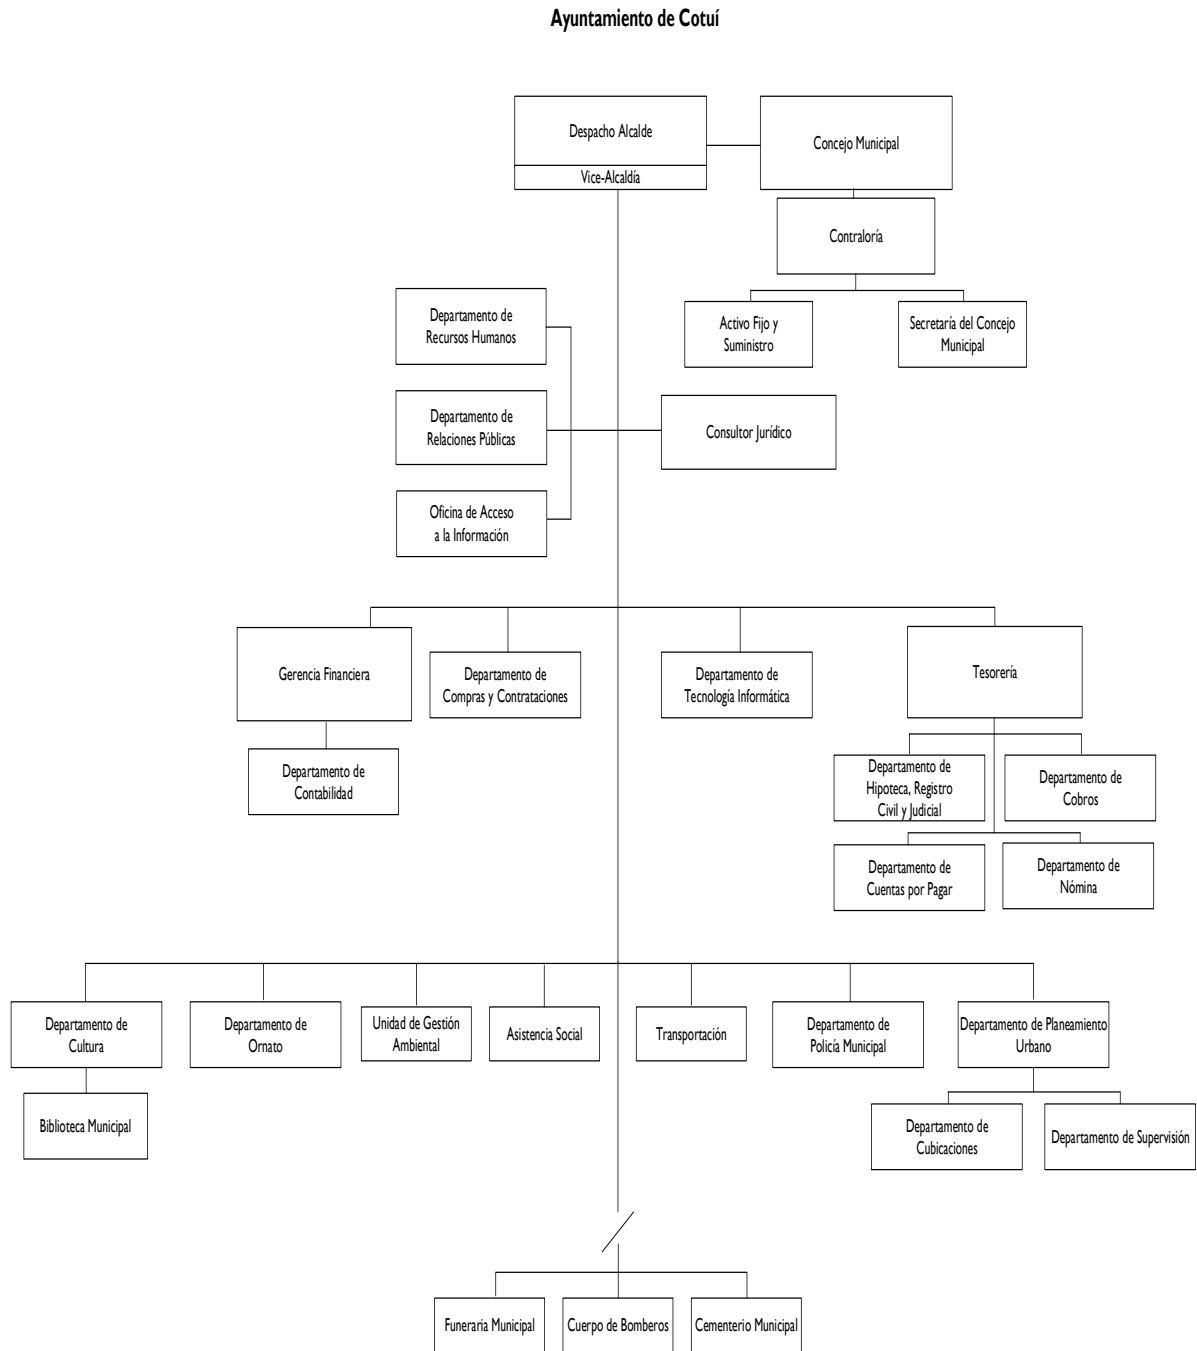 Ayuntamiento de Cotuí
Despacho Alcalde
Vice-Alcaldía
Concejo Municipal
Contraloría
Activo Fijo y
Suministro
Secretaría del Concejo
Municipal
Departamento de
Recursos Humanos
Departamento de
Relaciones Públicas
Consultor Jurídico
Oficina de Acceso
a la Información
Gerencia Financiera
Departamento de
Compras y Contrataciones
Departamento de
Tecnología Informática
Tesorería
Departamento de
Contabilidad
Departamento de
Hipoteca, Registro
Civil y Judicial
Departamento de
Cobros
Departamento de
Cuentas por Pagar
Departamento de
Nómina
Departamento de
Cultura
Departamento de
Ornato
Unidad de Gestión
Ambiental
Asistencia Social
Transportación
Departamento de
Policía Municipal
Departamento de Planeamiento
Urbano
Biblioteca Municipal
Departamento de
Cubicaciones
Departamento de Supervisión
Funeraria Municipal
Cuerpo de Bomberos
Cementerio Municipal